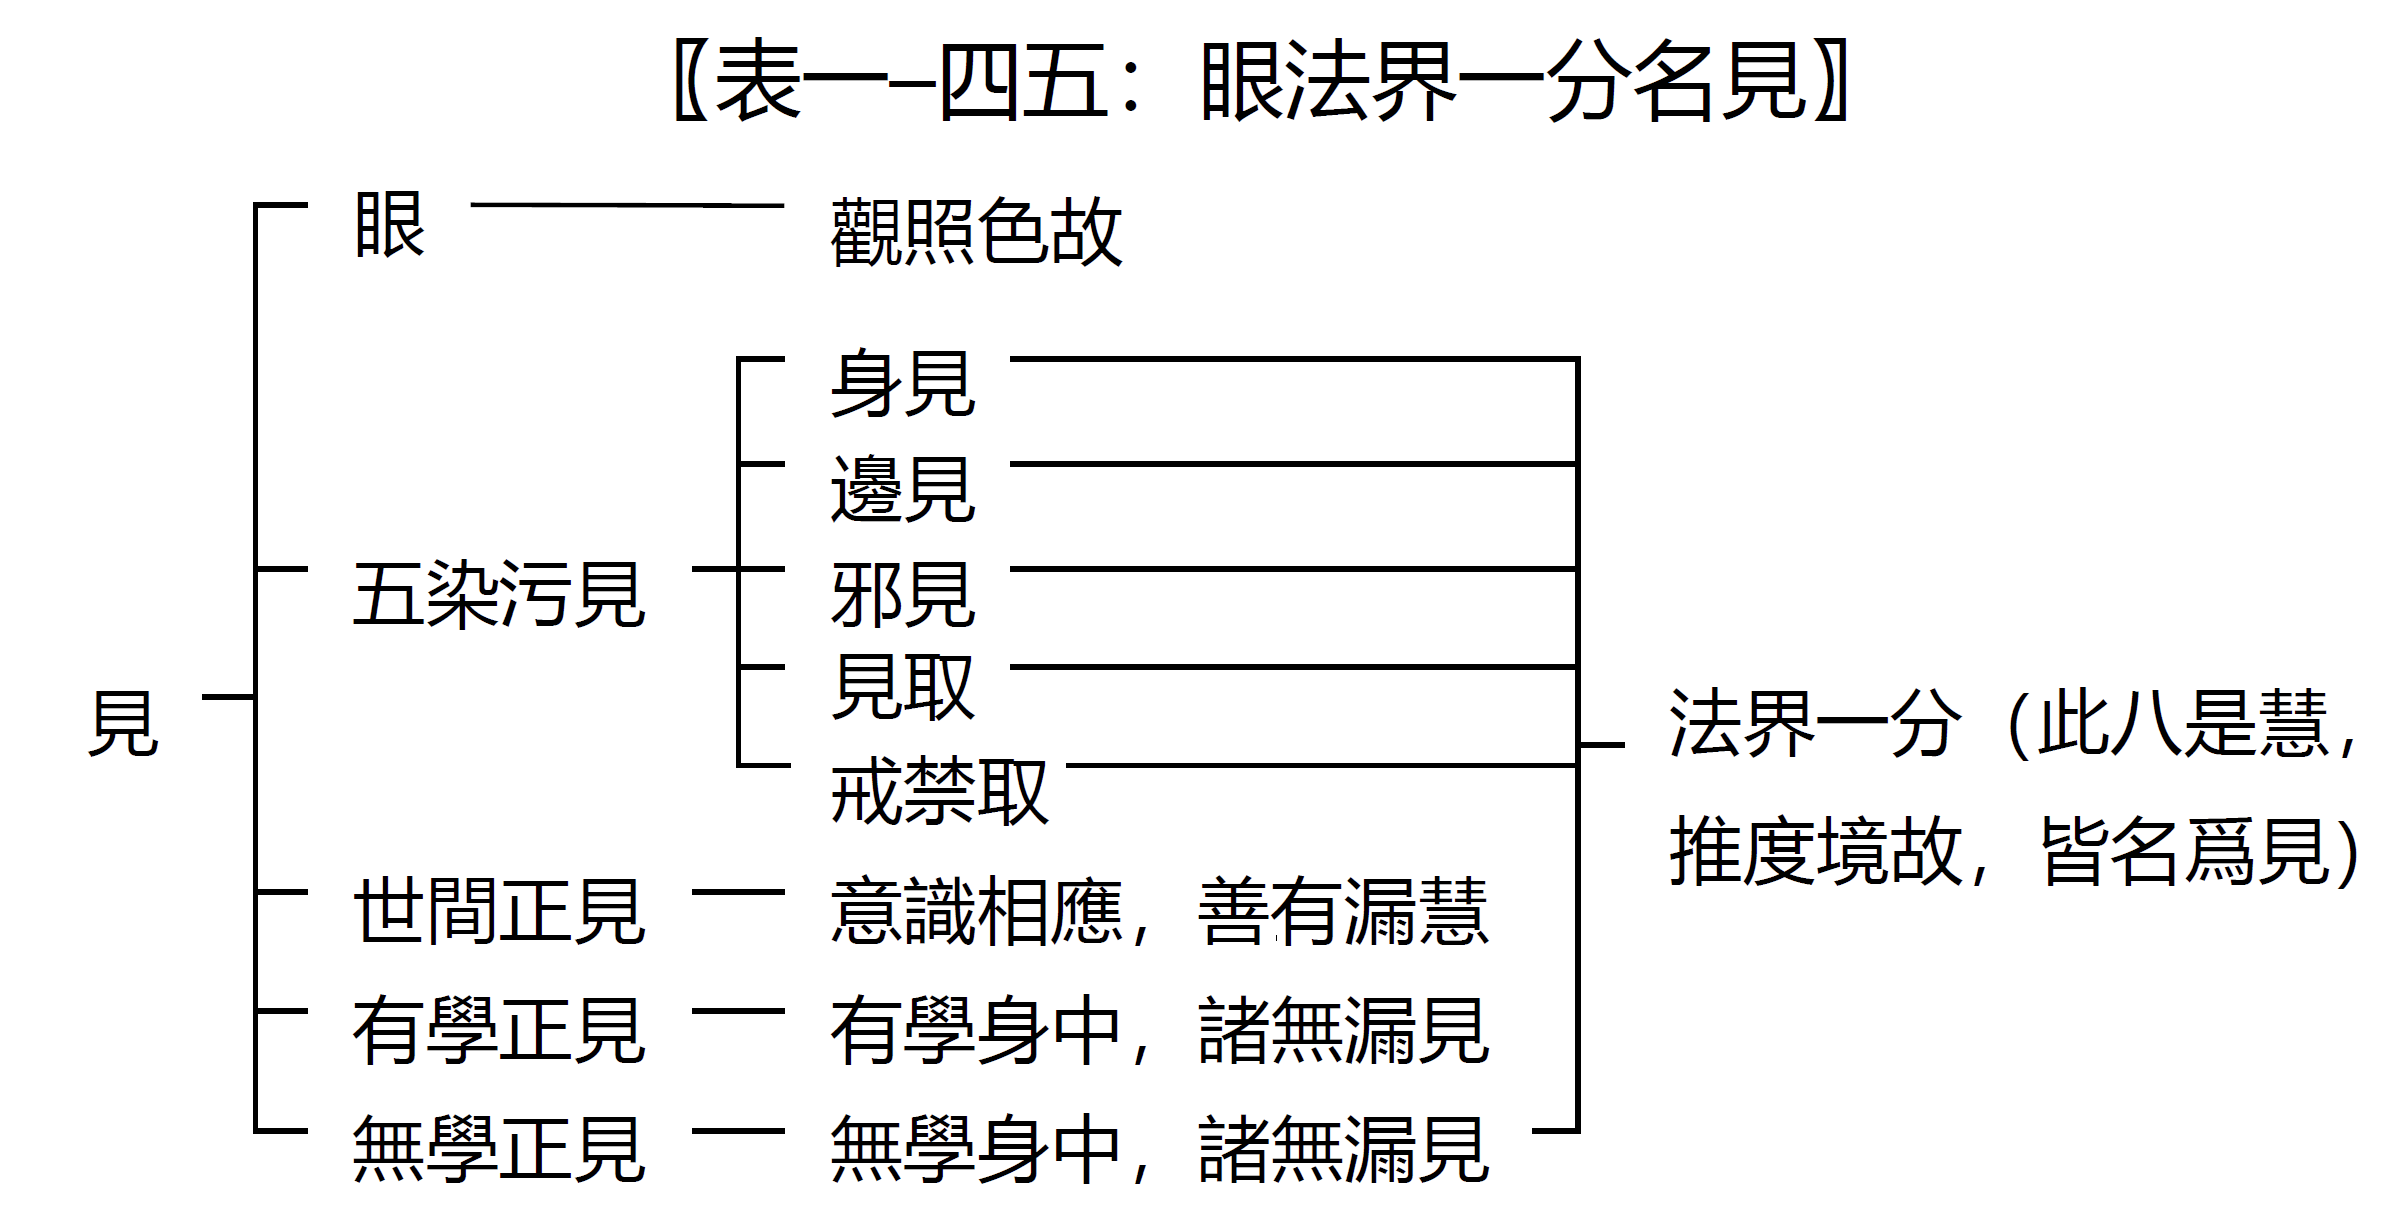 〖表一–四五：眼法界一分名見〗
眼 觀照色故
身見
邊見
五染污見 邪見
見取
見 法界一分（此八是慧，
戒禁取
推度境故，皆名爲見）
世間正見 意識相應，善有漏慧
有學正見 有學身中，諸無漏見
無學正見 無學身中，諸無漏見